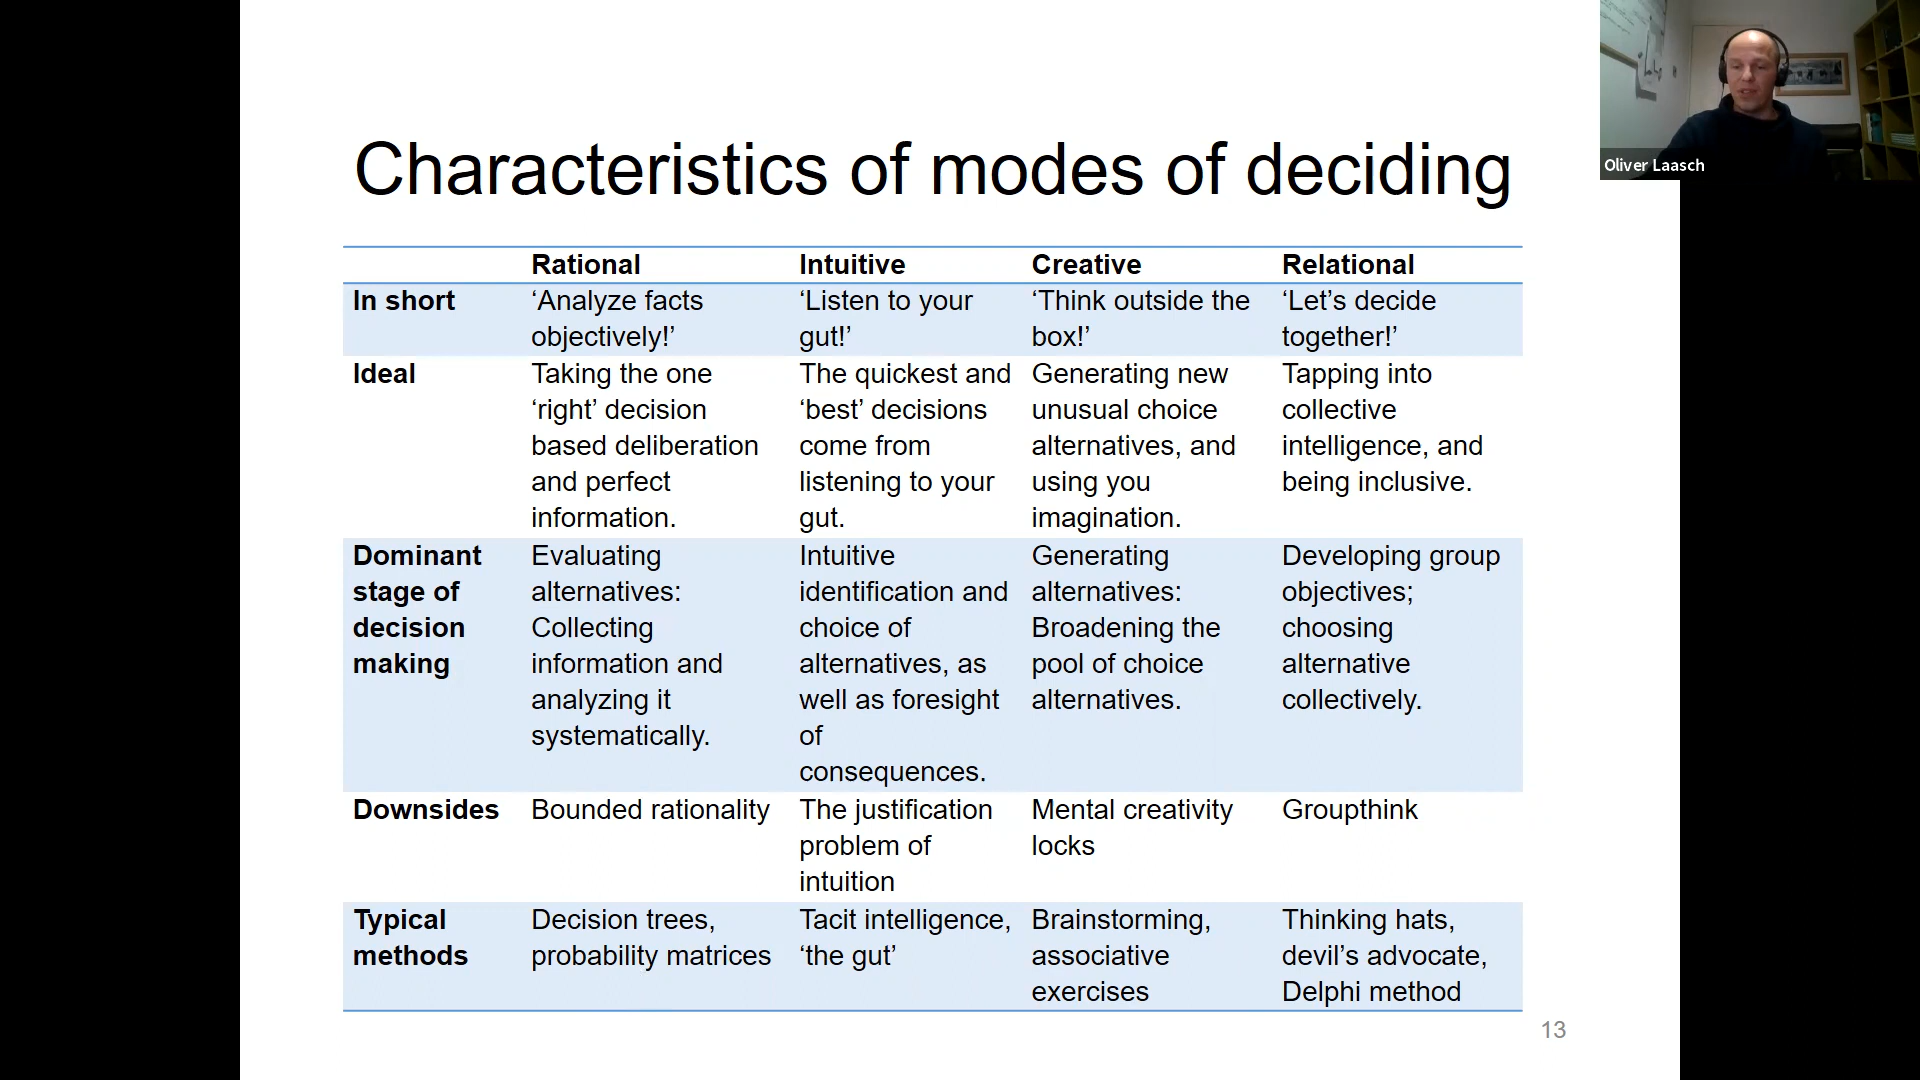 Oliver Laasch
Characteristics of modes of deciding
Rational Intuitive Creative Relational
In short
‘Analyze facts
objectively!’
‘Listen to your
gut!’
‘Think outside the
box!’
‘Let’s decide
together!’
Ideal
Taking the one
‘right’ decision
based deliberation
and perfect
information.
The quickest and
‘best’ decisions
come from
listening to your
gut.
Generating new
unusual choice
alternatives, and
using you
imagination.
Tapping into
collective
intelligence, and
being inclusive.
Dominant
stage of
decision
making
Evaluating
alternatives:
Collecting
information and
analyzing it
systematically.
Intuitive
identification and
choice of
alternatives, as
well as foresight
of
consequences.
Generating
alternatives:
Broadening the
pool of choice
alternatives.
Developing group
objectives;
choosing
alternative
collectively.
Downsides
Bounded rationality
The justification
problem of
intuition
Mental creativity
locks
Groupthink
Typical
methods
Decision trees,
probability matrices
Tacit intelligence,
‘the gut’
Brainstorming,
associative
exercises
Thinking hats,
devil’s advocate,
Delphi method
13